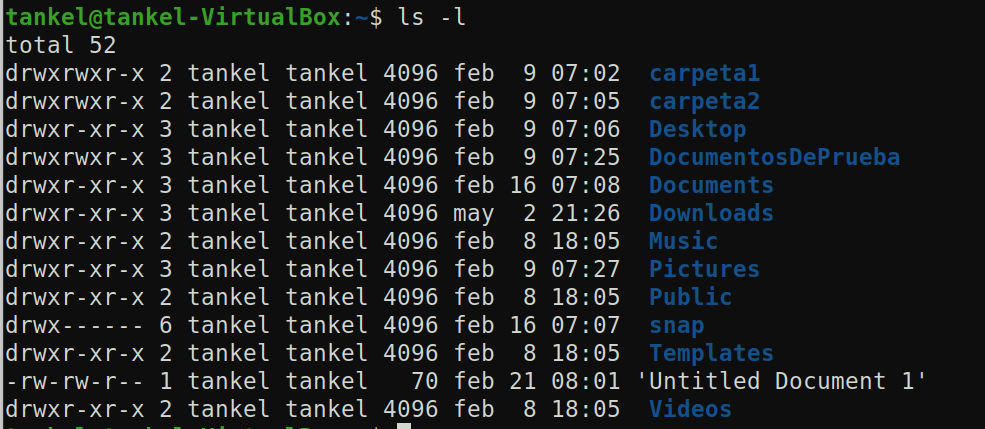 tankel@tankel-VirtualBox:~$ ls -l
total 52
drwxrwxr-x 2 tankel tankel 4096 feb  9 07:02  carpeta1
drwxrwxr-x 2 tankel tankel 4096 feb  9 07:05  carpeta2
drwxr-xr-x 3 tankel tankel 4096 feb  9 07:06  Desktop
drwxrwxr-x 3 tankel tankel 4096 feb  9 07:25  DocumentosDePrueba
drwxr-xr-x 3 tankel tankel 4096 feb 16 07:08  Documents
drwxr-xr-x 3 tankel tankel 4096 may  2 21:26  Downloads
drwxr-xr-x 2 tankel tankel 4096 feb  8 18:05  Music
drwxr-xr-x 3 tankel tankel 4096 feb  9 07:27  Pictures
drwxr-xr-x 2 tankel tankel 4096 feb  8 18:05  Public
drwx------ 6 tankel tankel 4096 feb 16 07:07  snap
drwxr-xr-x 2 tankel tankel 4096 feb  8 18:05  Templates
-rw-rw-r-- 1 tankel tankel   70 feb 21 08:01 'Untitled Document 1'
drwxr-xr-x 2 tankel tankel 4096 feb  8 18:05  Videos